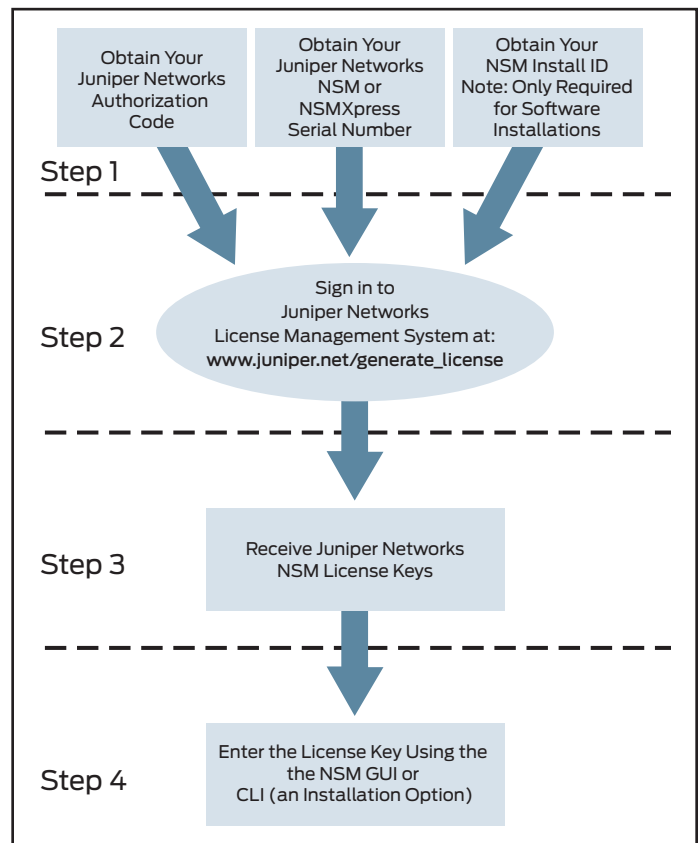 Obtain Your
Juniper Networks
Authorization
Code
Obtain Your
Juniper Networks
NSM or
NSMXpress
Serial Number
Obtain Your
NSM Install ID
Note: Only Required
for Software
Installations
Step 1
Step 2
Sign in to
Juniper Networks
License Management System at:
www.juniper.net/generate_license
Step 3
Receive Juniper Networks
NSM License Keys
Step 4
Enter the License Key Using the
the NSM GUI or
CLI (an Installation Option)